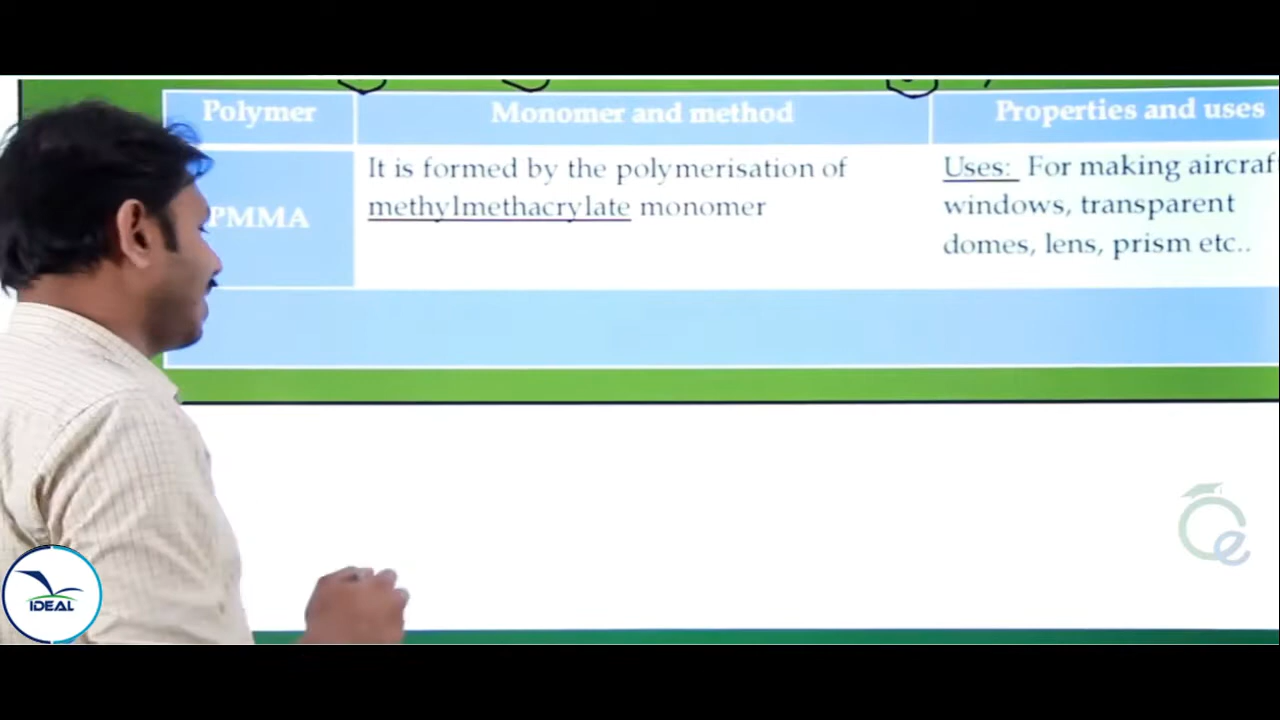 Polymer
Monomer and method
Properties and uses
PMMA
It is formed by the polymerisation of
methylmethacrylate monomer
Uses: For making aircraf
windows, transparent
domes, lens, prism etc..
IDEAL